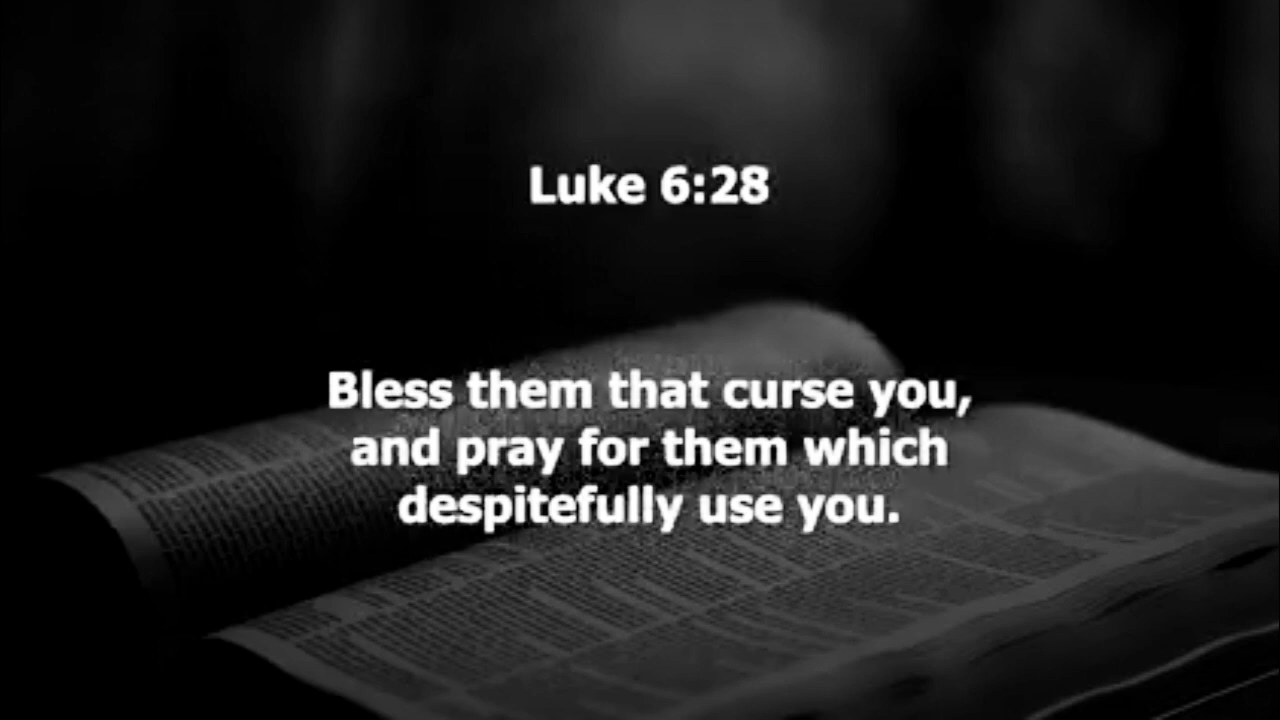 Luke 6:28
Bless them that curse you,
and pray for them which
despitefully use you.